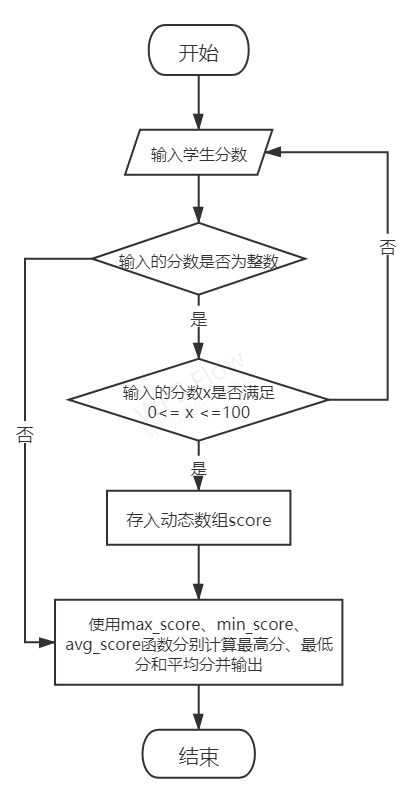 开始
输入学生分数
输入的分数是否为整数
否
是
输入的分数x是否满足
0<= x <=100
否
是
存入动态数组score
使用max_score、min_score、
avg_score函数分别计算最高分、最低
分和平均分并输出
结束